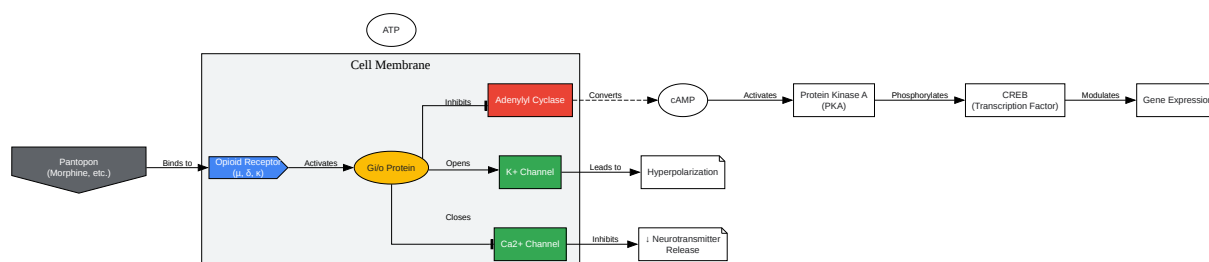 ATP
Cell Membrane
Inhibits
Adenylyl Cyclase
Converts
cAMP
Activates
Protein Kinase A
(PKA)
Phosphorylates
CREB
(Transcription Factor)
Modulates
Gene Expression
Pantopon
(Morphine, etc.)
Binds to
Opioid Receptor
(μ, δ, κ)
Activates
Gi/o Protein
Opens
K+ Channel
Leads to
Hyperpolarization
Closes
Ca2+ Channel
Inhibits
↓ Neurotransmitter
Release